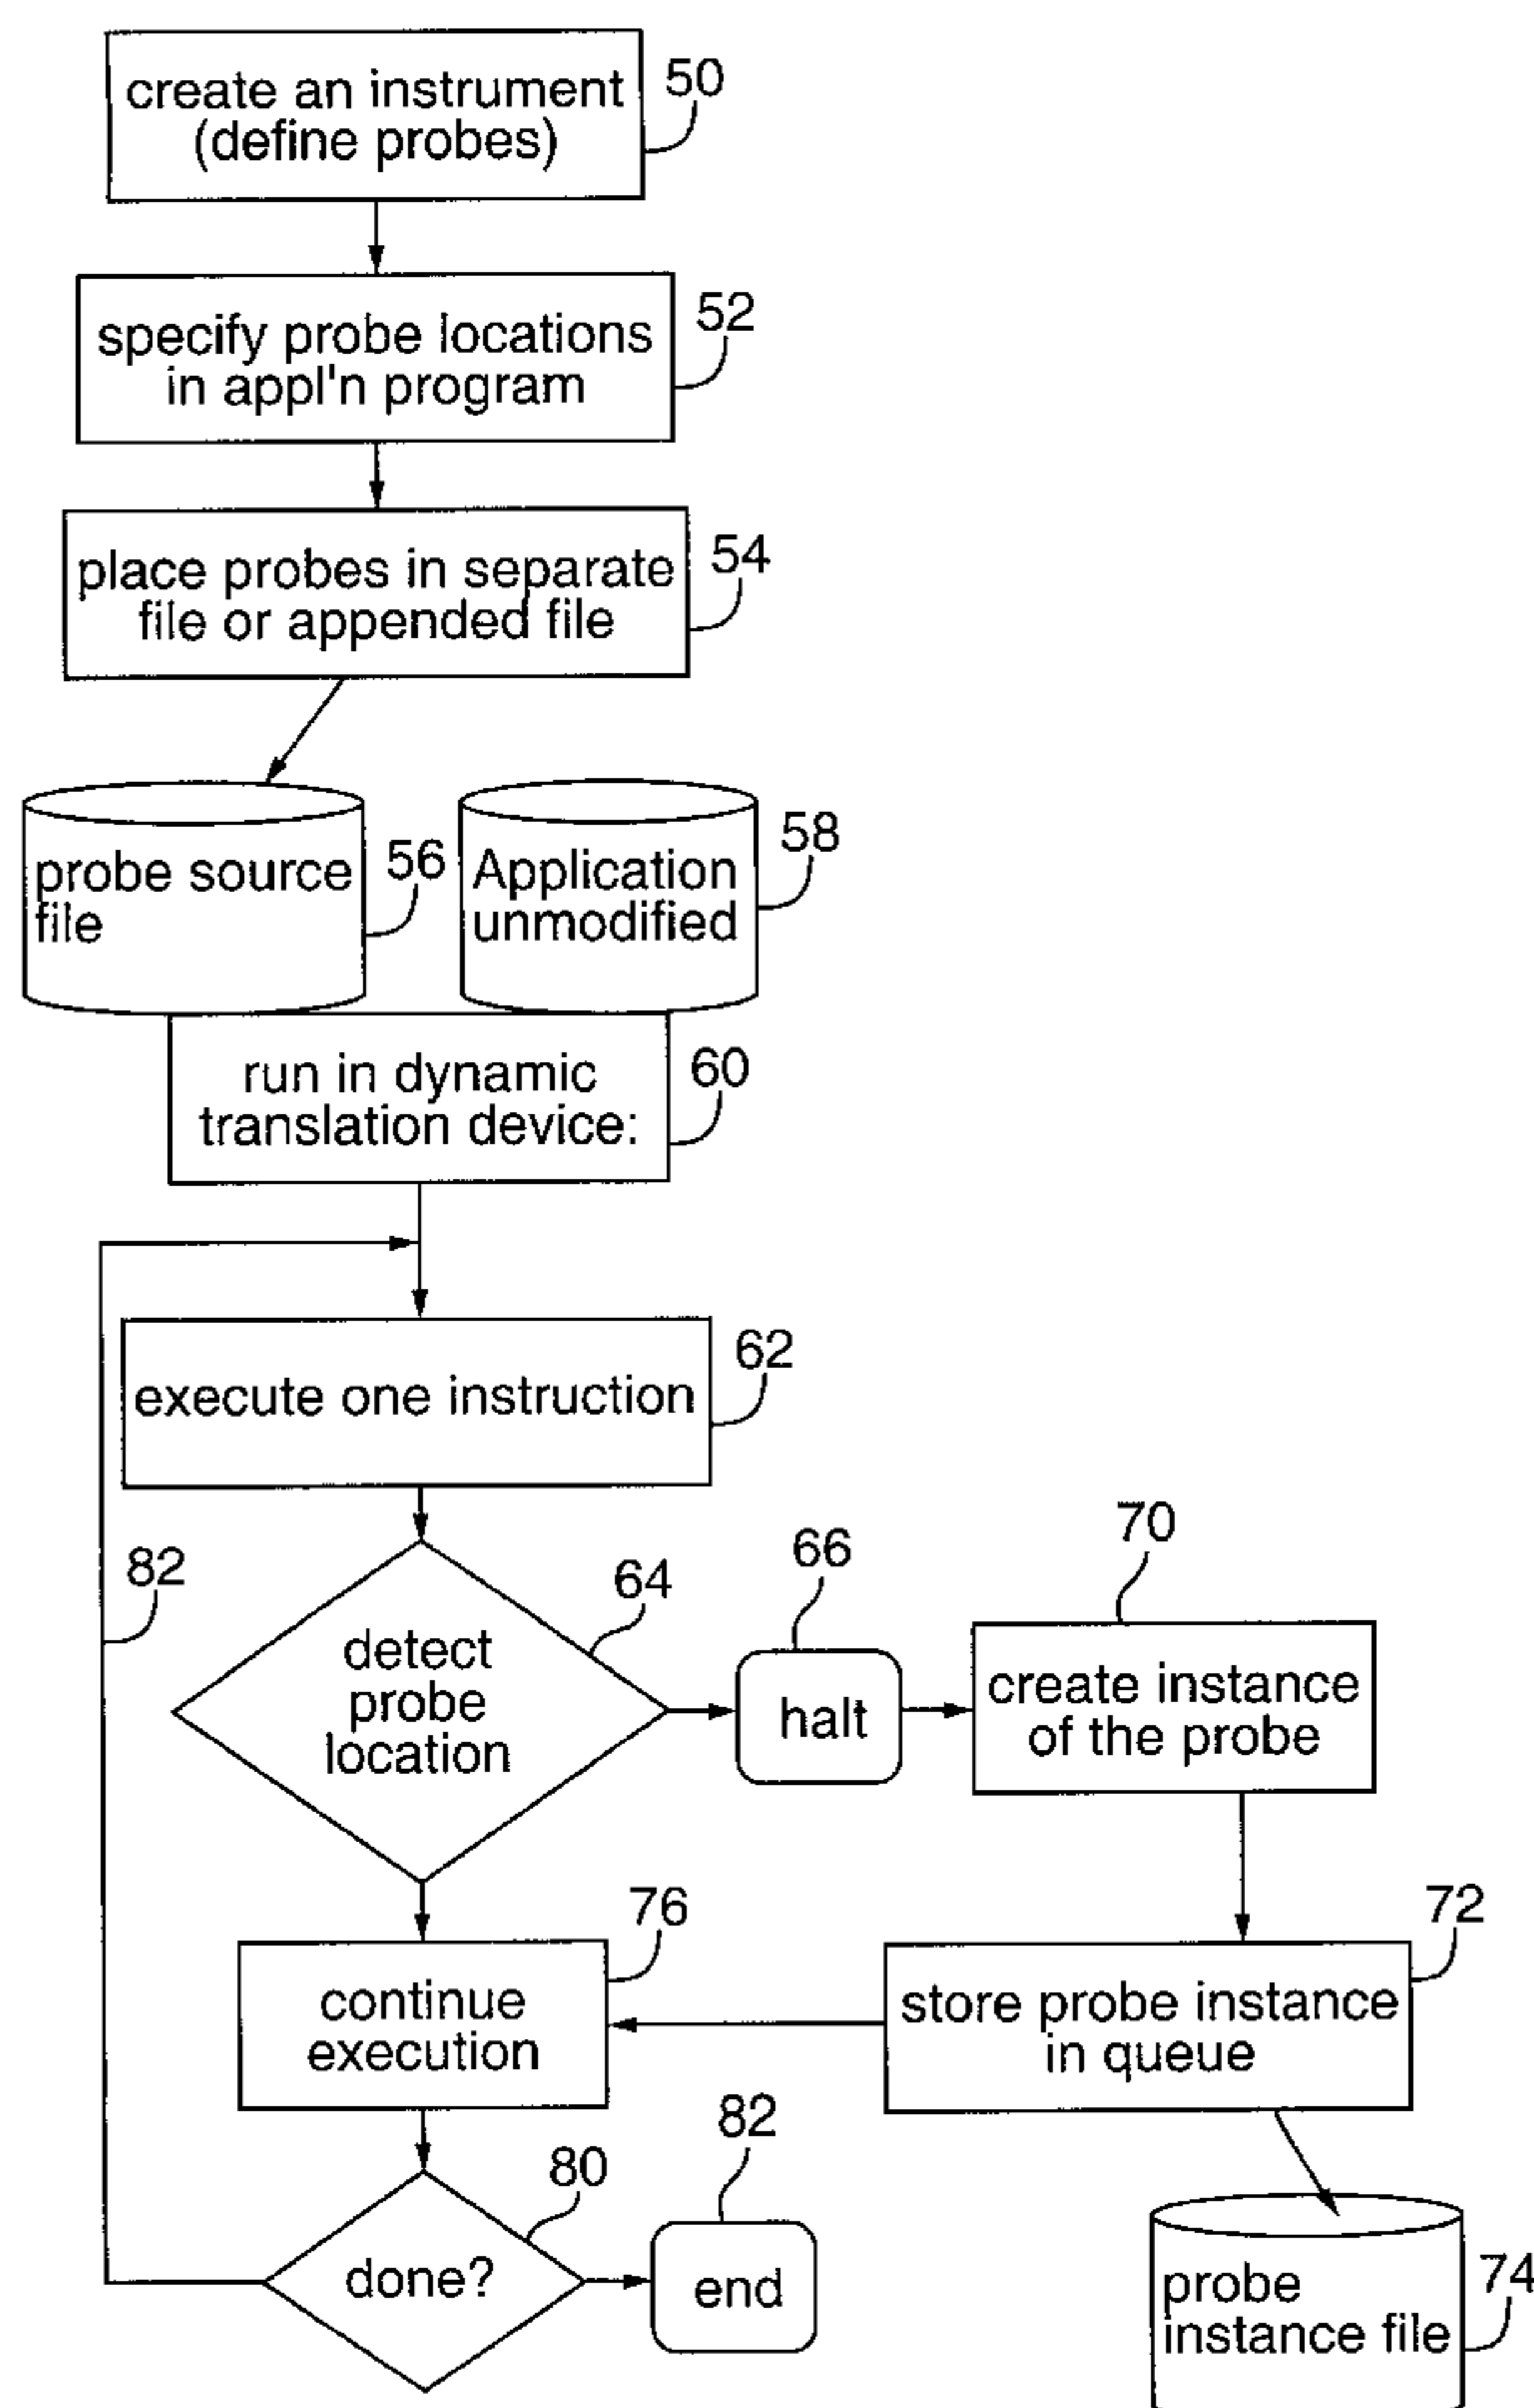 create an instrument
(define probes)
50
specify probe locations
in appl'n program
52
place probes in separate
file or appended file
54
probe source
file
56
Application
unmodified
58
run in dynamic
translation device:
60
execute one instruction
62
82
detect
probe
location
64
66
halt
70
create instance
of the probe
76
continue
execution
72
store probe instance
in queue
80
done?
82
end
probe
instance file
74